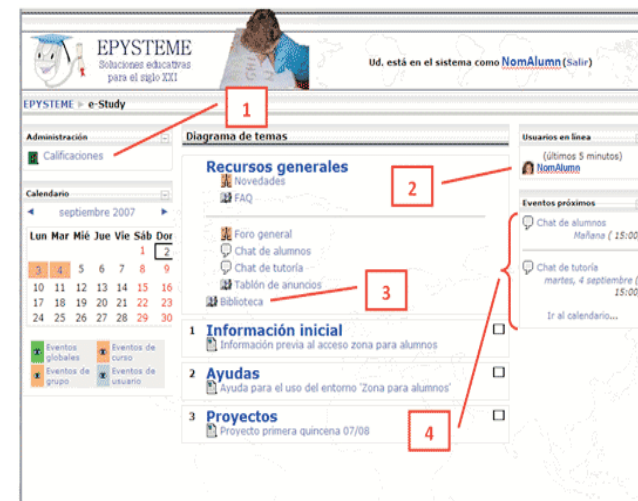 EPYSTEME
Soluciones educativas
para el siglo XXI
Ud. está en el sistema como NomAlumn (Salir)
EPYSTEME ► e-Study
1
Administración
Calificaciones
Calendario
◄ septiembre 2007 ►
Lun Mar Mié Jue Vie Sáb Dom
1 2
3 4 5 6 7 8 9
10 11 12 13 14 15 16
17 18 19 20 21 22 23
24 25 26 27 28 29 30
Eventos globales
Eventos de curso
Eventos de grupo
Eventos de usuario
Diagrama de temas
Recursos generales
Novedades
FAQ
Foro general
Chat de alumnos
Chat de tutoría
Tablón de anuncios
Biblioteca
2
3
1 Información inicial
Información previa al acceso zona para alumnos
2 Ayudas
Ayuda para el uso del entorno 'Zona para alumnos'
3 Proyectos
Proyecto primera quincena 07/08
4
Usuarios en línea
(últimos 5 minutos)
NomAlumn
Eventos próximos
Chat de alumnos
Mañana ( 15:00
Chat de tutoría
martes, 4 septiembre (
15:00
Ir al calendario...